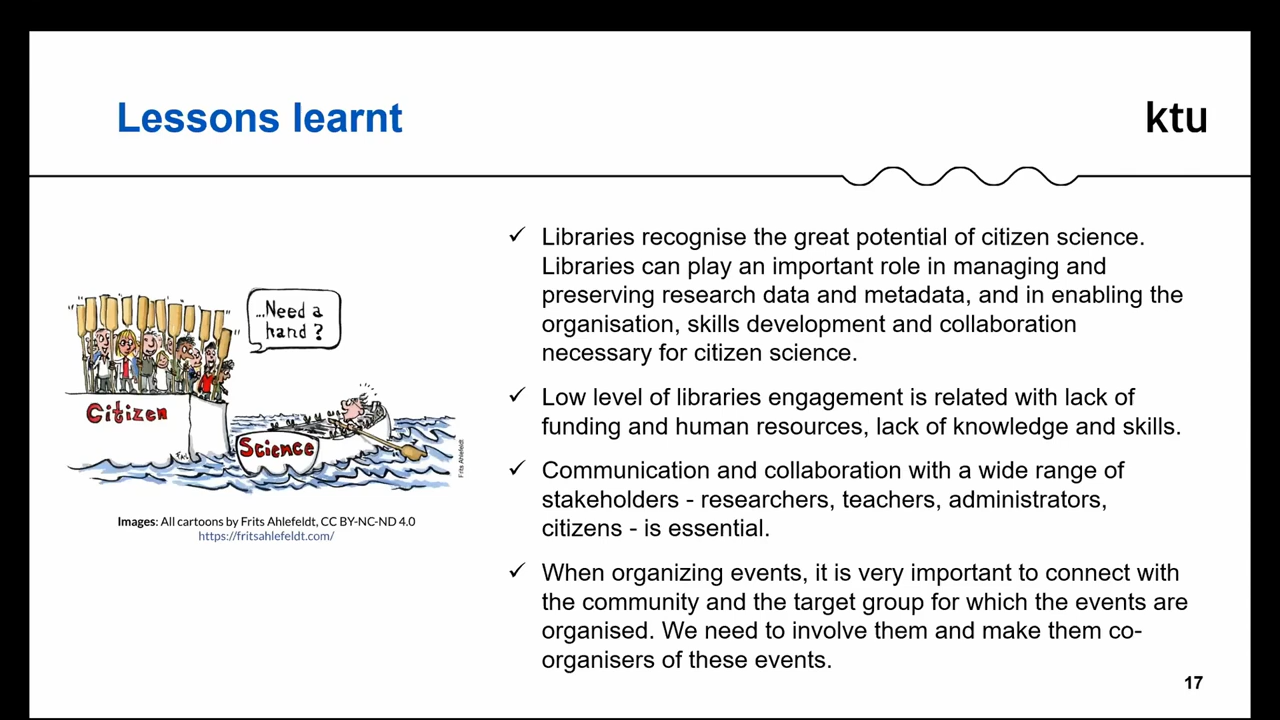 Lessons learnt
ktu
...Need a
hand?
Citizen
Science
Frits Ahlefeldt
Images: All cartoons by Frits Ahlefeldt, CC BY-NC-ND 4.0
https://fritsahlefeldt.com/
✓ Libraries recognise the great potential of citizen science.
Libraries can play an important role in managing and
preserving research data and metadata, and in enabling the
organisation, skills development and collaboration
necessary for citizen science.
✓ Low level of libraries engagement is related with lack of
funding and human resources, lack of knowledge and skills.
✓ Communication and collaboration with a wide range of
stakeholders - researchers, teachers, administrators,
citizens - is essential.
✓ When organizing events, it is very important to connect with
the community and the target group for which the events are
organised. We need to involve them and make them co-
organisers of these events.
17